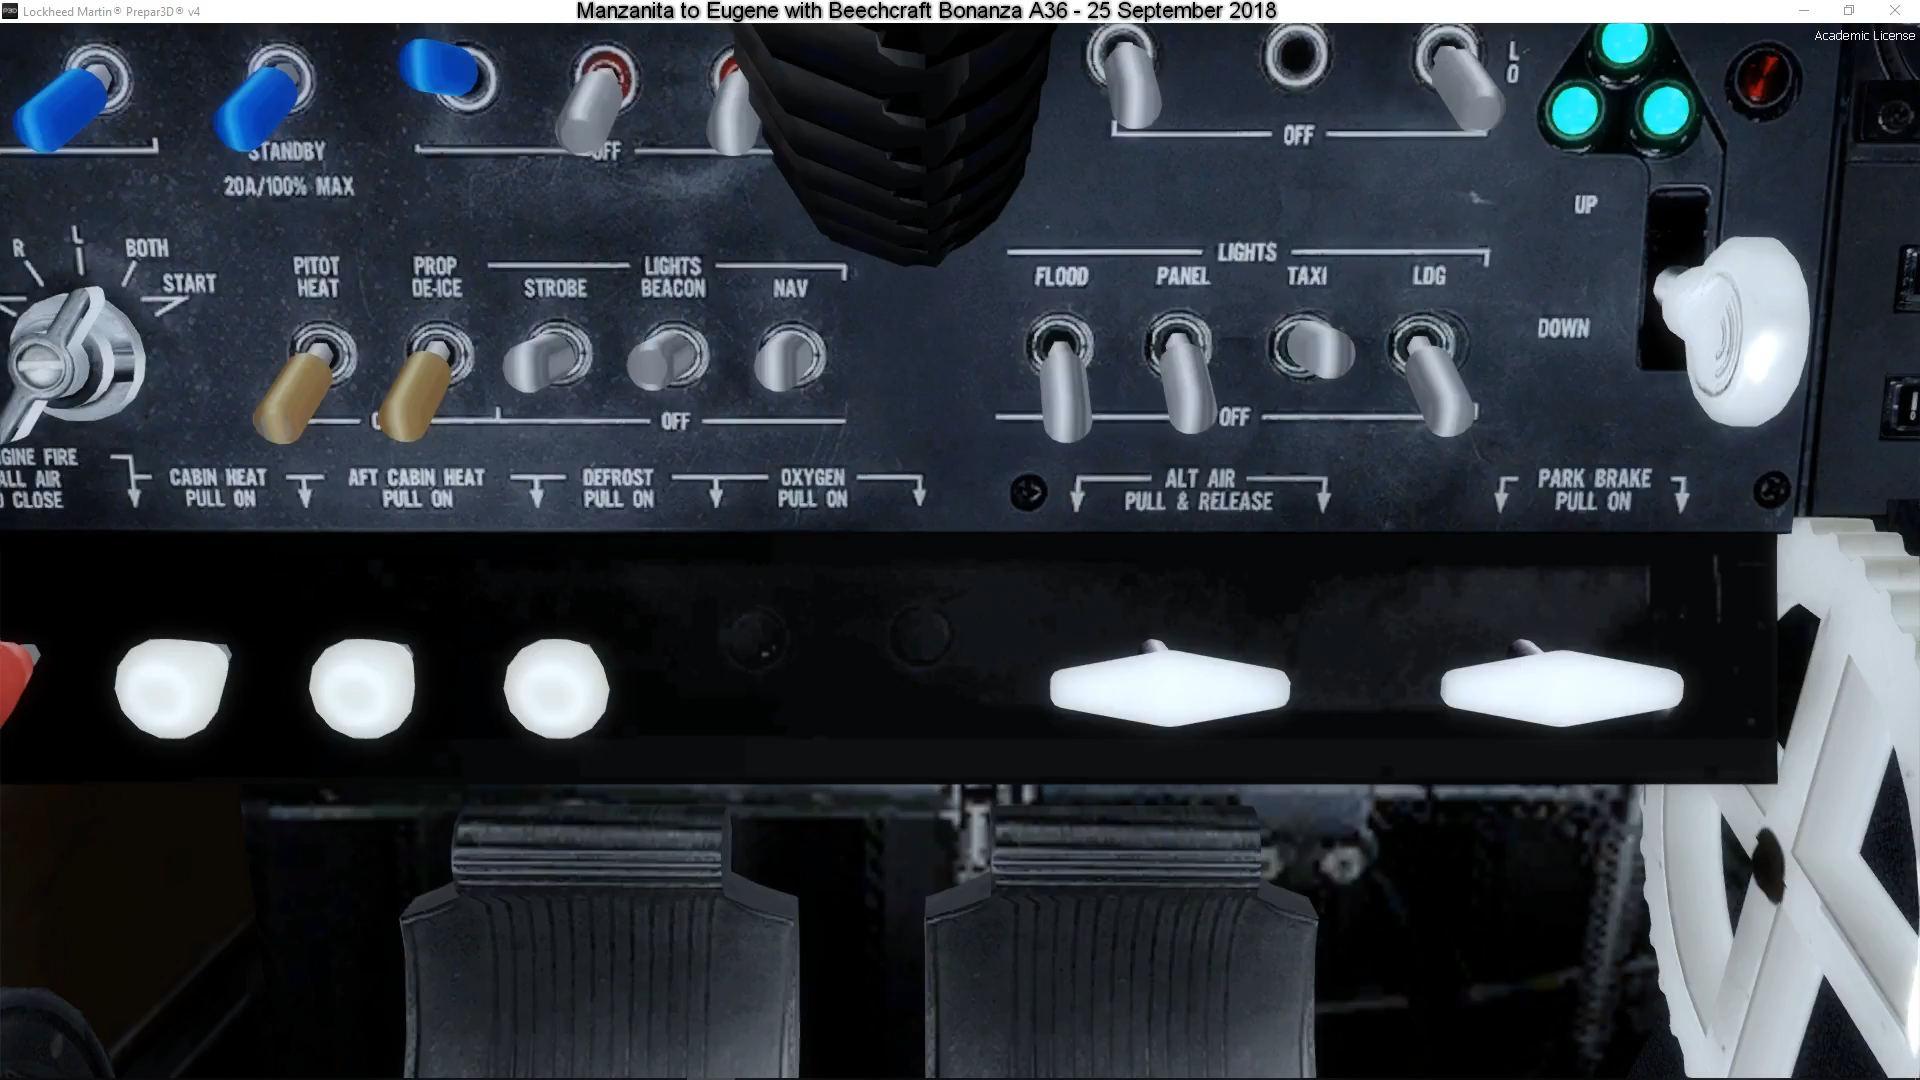 Lockheed Martin® Prepar3D® v4
Manzanita to Eugene with Beechcraft Bonanza A36 - 25 September 2018
Academic License
LO
OFF
STANDBY
20A/100% MAX
UP
R
L
BOTH
START
PITOT HEAT
PROP DE-ICE
STROBE
LIGHTS
BEACON
NAV
OFF
LIGHTS
FLOOD
PANEL
TAXI
LDG
OFF
DOWN
FIRE
AIR
CLOSE
CABIN HEAT
PULL ON
AFT CABIN HEAT
PULL ON
DEFROST
PULL ON
OXYGEN
PULL ON
ALT AIR
PULL & RELEASE
PARK BRAKE
PULL ON